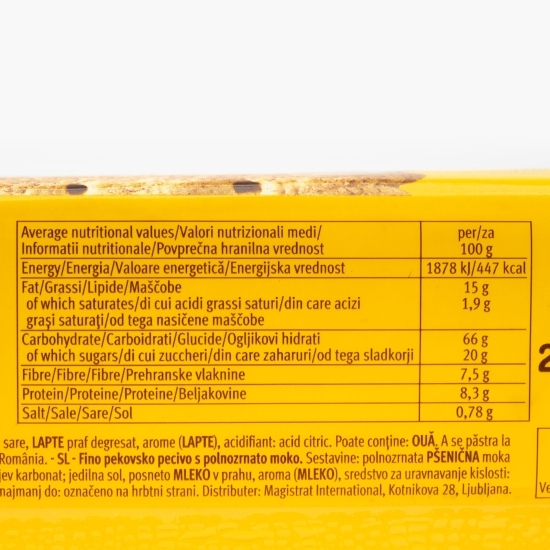 Average nutritional values/Valori nutrizionali medi/
Informatii nutritionale/Povprečna hranilna vrednost
per/za
100 g
Energy/Energia/Valoare energetică/Energijska vrednost 1878 kJ/447 kcal
Fat/Grassi/Lipide/Maščobe 15 g
of which saturates/di cui acidi grassi saturi/din care acizi 1,9 g
grași saturați/od tega nasičene maščobe
Carbohydrate/Carboidrati/Glucide/Ogljikovi hidrati 66 g
of which sugars/di cui zuccheri/din care zaharuri/od tega sladkorji 20 g
Fibre/Fibre/Fibre/Prehranske vlaknine 7,5 g
Protein/Proteine/Proteine/Beljakovine 8,3 g
Salt/Sale/Sare/Sol 0,78 g
sare, LAPTE praf degresat, arome (LAPTE), acidifiant: acid citric. Poate conține: OUĂ. A se păstra la
România. - SL - Fino pekovsko pecivo s polnozrnato moko. Sestavine: polnozrnata PŠENIČNA moka
jev karbonat; jedilna sol, posneto MLEKO v prahu, aroma (MLEKO), sredstvo za uravnavanje kislosti:
najmanj do: označeno na hrbtni strani. Distributer: Magistrat International, Kotnikova 28, Ljubljana.